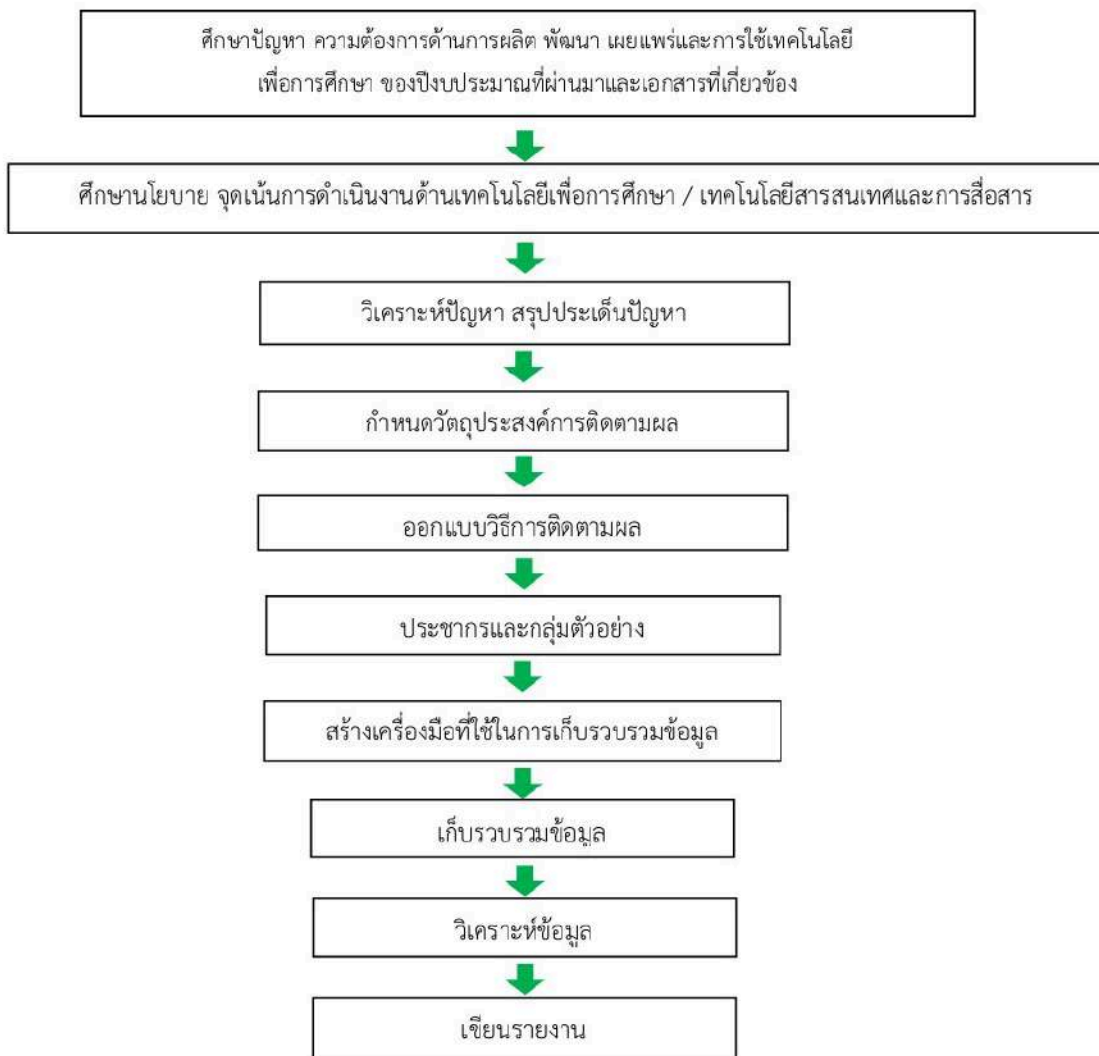 ศึกษาปัญหา ความต้องการด้านการผลิต พัฒนา เผยแพร่และการใช้เทคโนโลยี
เพื่อการศึกษา ของปีงบประมาณที่ผ่านมาและเอกสารที่เกี่ยวข้อง
ศึกษานโยบาย จุดเน้นการดำเนินงานด้านเทคโนโลยีเพื่อการศึกษา / เทคโนโลยีสารสนเทศและการสื่อสาร
วิเคราะห์ปัญหา สรุปประเด็นปัญหา
กำหนดวัตถุประสงค์การติดตามผล
ออกแบบวิธีการติดตามผล
ประชากรและกลุ่มตัวอย่าง
สร้างเครื่องมือที่ใช้ในการเก็บรวบรวมข้อมูล
เก็บรวบรวมข้อมูล
วิเคราะห์ข้อมูล
เขียนรายงาน